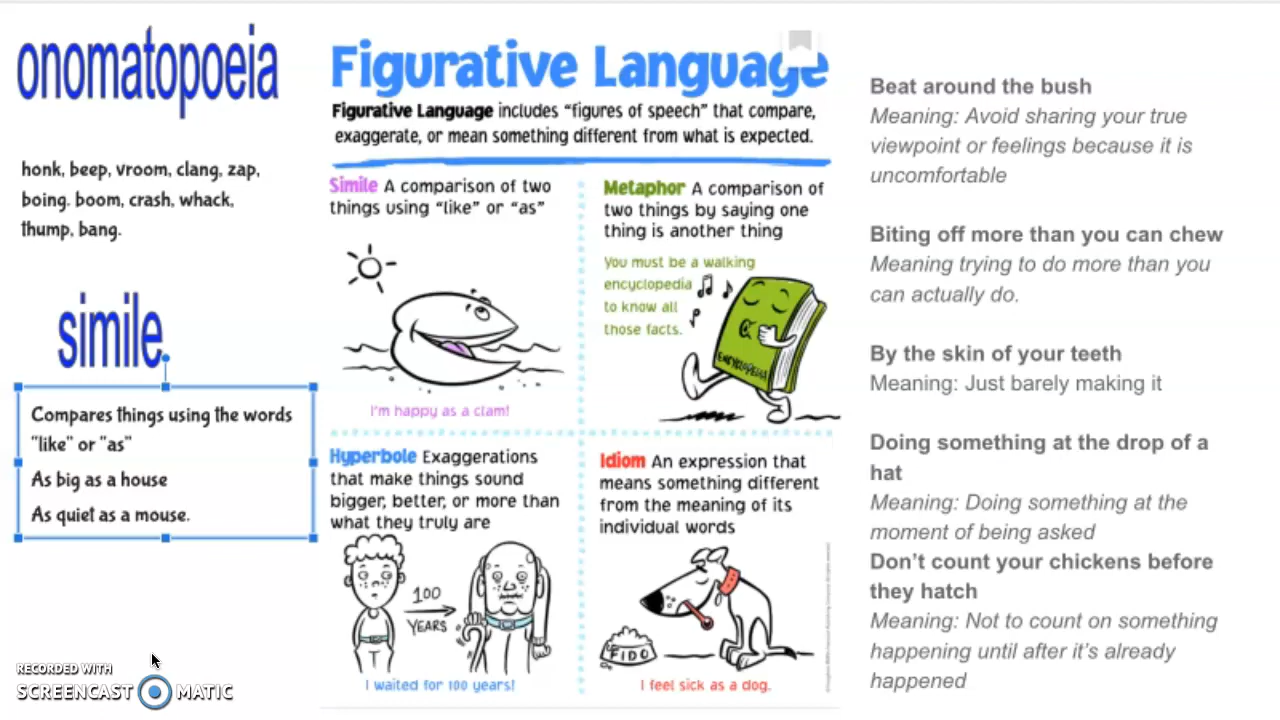 onomatopoeia
honk, beep, vroom, clang, zap,
boing. boom, crash, whack,
thump, bang.
simile
Compares things using the words
"like" or "as"
As big as a house
As quiet as a mouse.
RECORDED WITH
SCREENCAST MATIC
Figurative Language
Figurative Language includes “figures of speech” that compare,
exaggerate, or mean something different from what is expected.
Simile A comparison of two
things using “like” or “as”
I'm happy as a clam!
Metaphor A comparison of
two things by saying one
thing is another thing
You must be a walking
encyclopedia
to know all
those facts.
ENCYCLOPEDIA
Hyperbole Exaggerations
that make things sound
bigger, better, or more than
what they truly are
100
YEARS
I waited for 100 years!
Idiom An expression that
means something different
from the meaning of its
individual words
FIDO
I feel sick as a dog.
Beat around the bush
Meaning: Avoid sharing your true
viewpoint or feelings because it is
uncomfortable
Biting off more than you can chew
Meaning trying to do more than you
can actually do.
By the skin of your teeth
Meaning: Just barely making it
Doing something at the drop of a
hat
Meaning: Doing something at the
moment of being asked
Don’t count your chickens before
they hatch
Meaning: Not to count on something
happening until after it’s already
happened